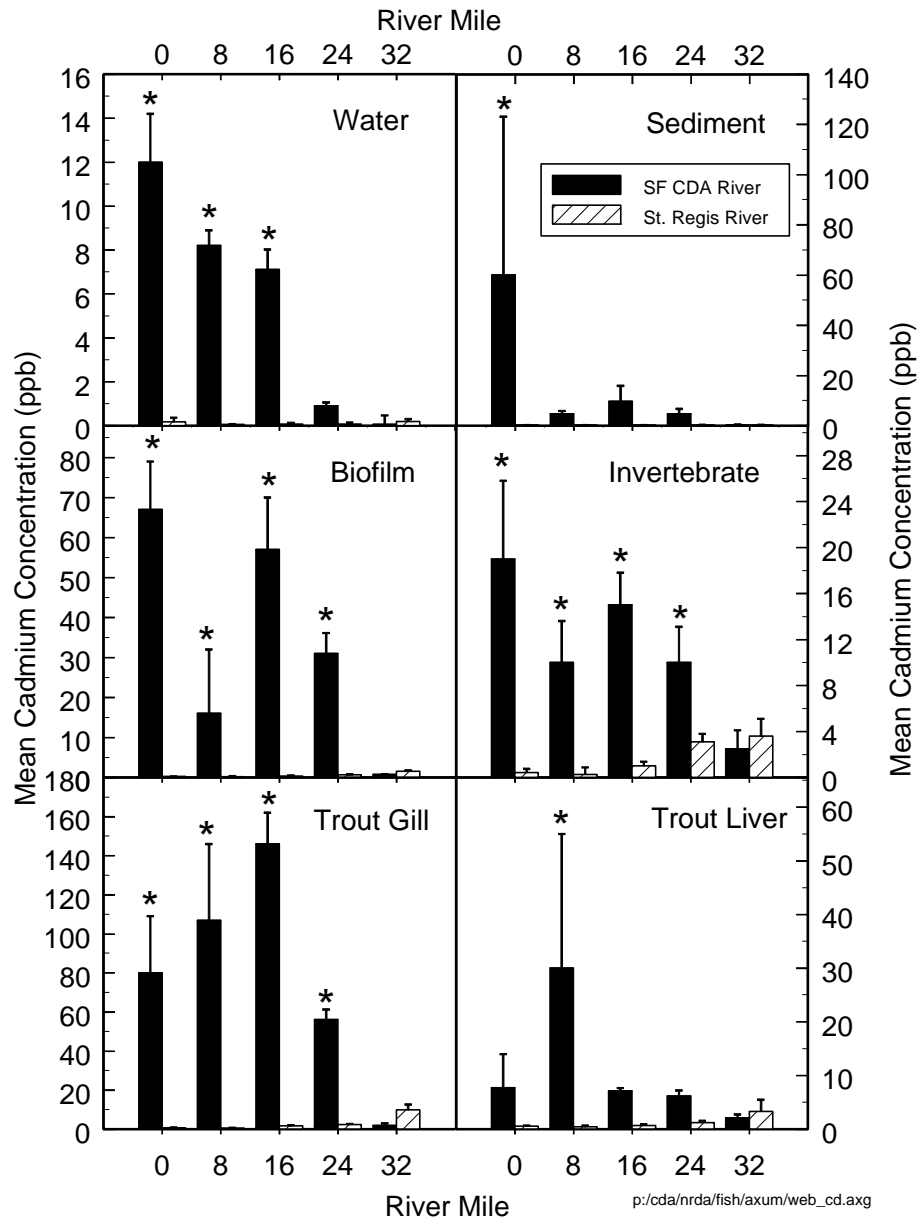 River Mile
0 8 16 24 32 0 8 16 24 32
16
14
12
10
8
6
4
2
0
* * *
Water
140
120
100
80
60
40
20
0
*
Sediment
SF CDA River
St. Regis River
Mean Cadmium Concentration (ppb)
80
70
60
50
40
30
20
10
* * * *
Biofilm
28
24
20
16
12
8
4
0
* * * *
Invertebrate
Mean Cadmium Concentration (ppb)
180
160
140
120
100
80
60
40
20
0
* * * *
Trout Gill
60
50
40
30
20
10
0
*
Trout Liver
0 8 16 24 32 0 8 16 24 32
River Mile
p:/cda/nrda/fish/axum/web_cd.axg